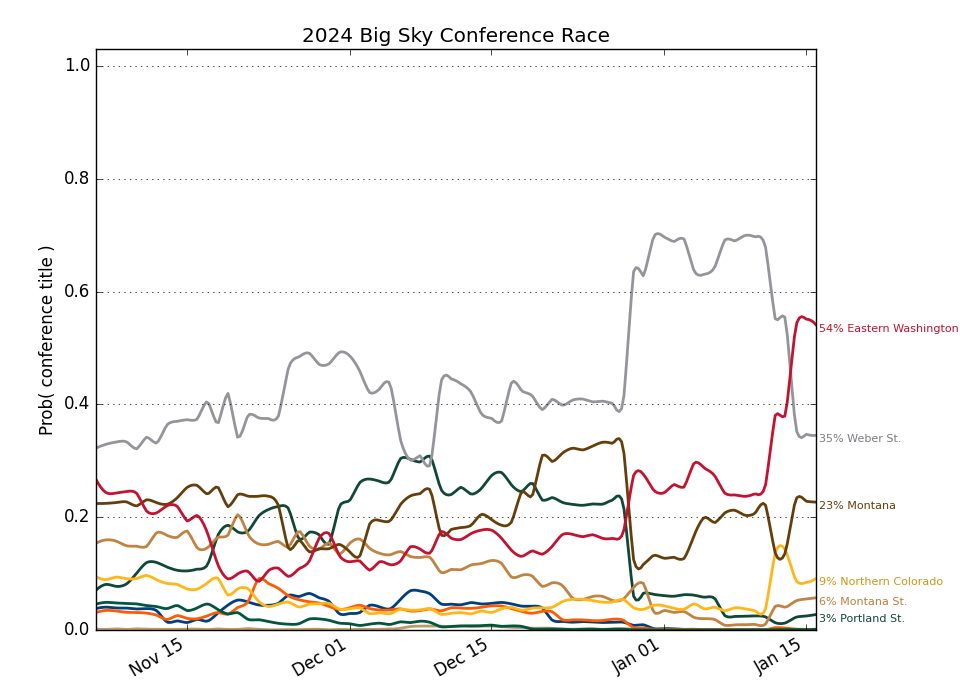 2024 Big Sky Conference Race
1.0
0.8
0.6
0.4
0.2
0.0
Prob( conference title )
54% Eastern Washington
35% Weber St.
23% Montana
9% Northern Colorado
6% Montana St.
3% Portland St.
Nov 15
Dec 01
Dec 15
Jan 01
Jan 15